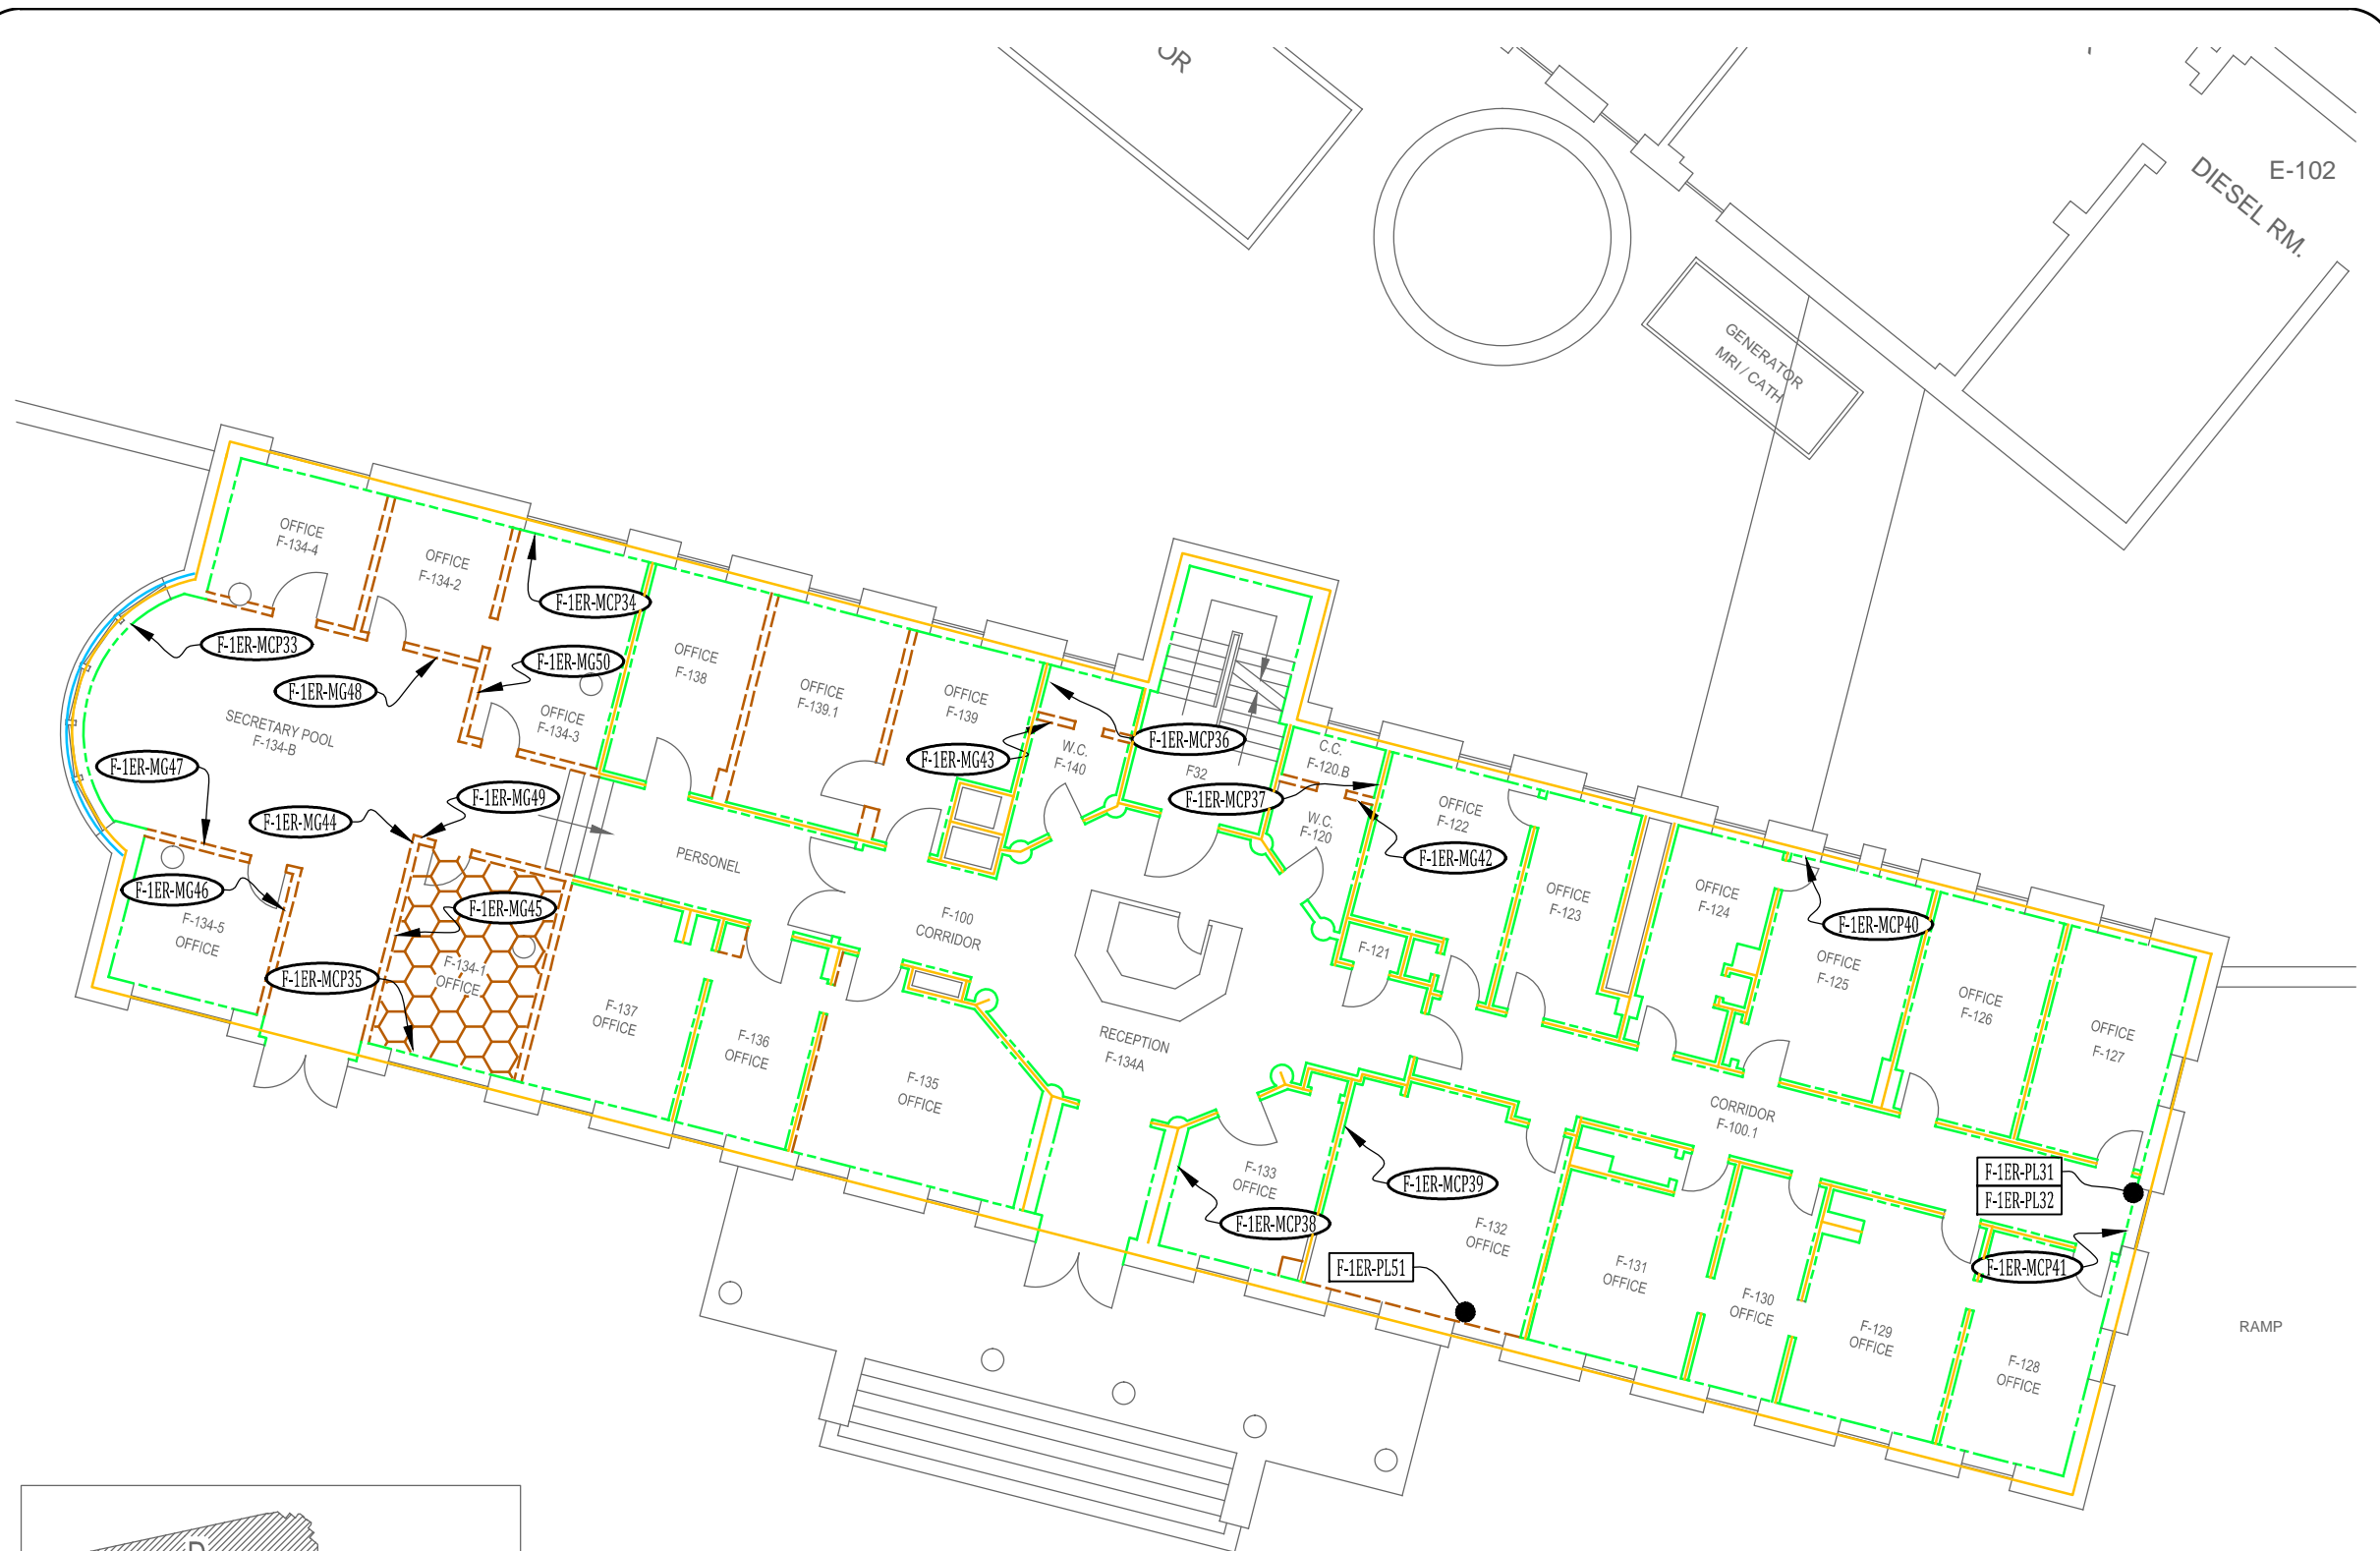 OR
E-102
DIESEL RM.
GENERATOR
MRI / CATH
OFFICE
F-134-4
OFFICE
F-134-2
F-1ER-MCP34
F-1ER-MCP33
F-1ER-MG50
F-1ER-MG48
OFFICE
F-134-3
SECRETARY POOL
F-134-B
OFFICE
F-138
OFFICE
F-139.1
OFFICE
F-139
F-1ER-MCP36
F-1ER-MG43
W.C.
F-140
F32
C.C.
F-120.B
F-1ER-MG47
F-1ER-MG49
F-1ER-MG44
F-1ER-MCP37
W.C.
F-120
OFFICE
F-122
F-1ER-MG42
PERSONEL
F-1ER-MG46
F-1ER-MG45
F-134-5
OFFICE
F-1ER-MCP35
F-134-1
OFFICE
F-100
CORRIDOR
F-121
OFFICE
F-123
OFFICE
F-124
F-1ER-MCP40
OFFICE
F-125
OFFICE
F-126
OFFICE
F-127
F-137
OFFICE
F-136
OFFICE
F-135
OFFICE
RECEPTION
F-134A
CORRIDOR
F-100.1
F-133
OFFICE
F-1ER-MCP39
F-1ER-MCP38
F-132
OFFICE
F-1ER-PL51
F-1ER-PL31
F-1ER-PL32
F-1ER-MCP41
F-131
OFFICE
F-130
OFFICE
F-129
OFFICE
F-128
OFFICE
RAMP
D